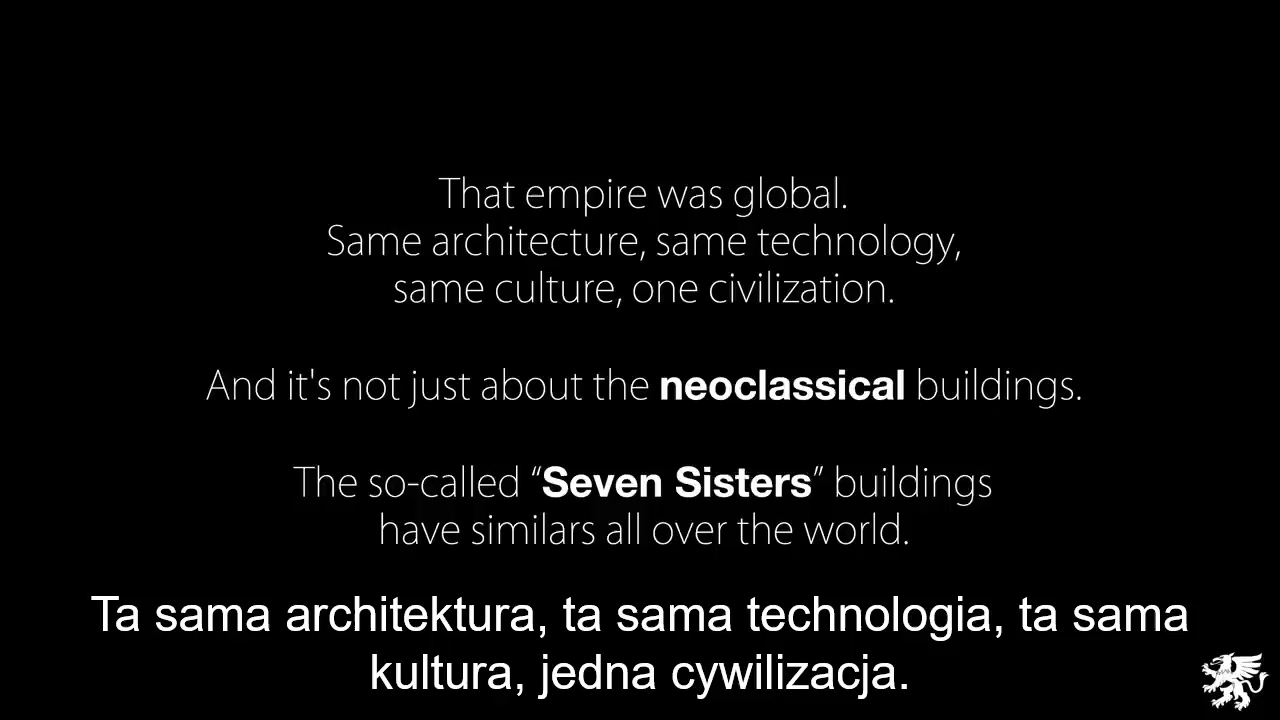 That empire was global.
Same architecture, same technology,
same culture, one civilization.
And it's not just about the neoclassical buildings.
The so-called “Seven Sisters” buildings
have similars all over the world.
Ta sama architektura, ta sama technologia, ta sama
kultura, jedna cywilizacja.